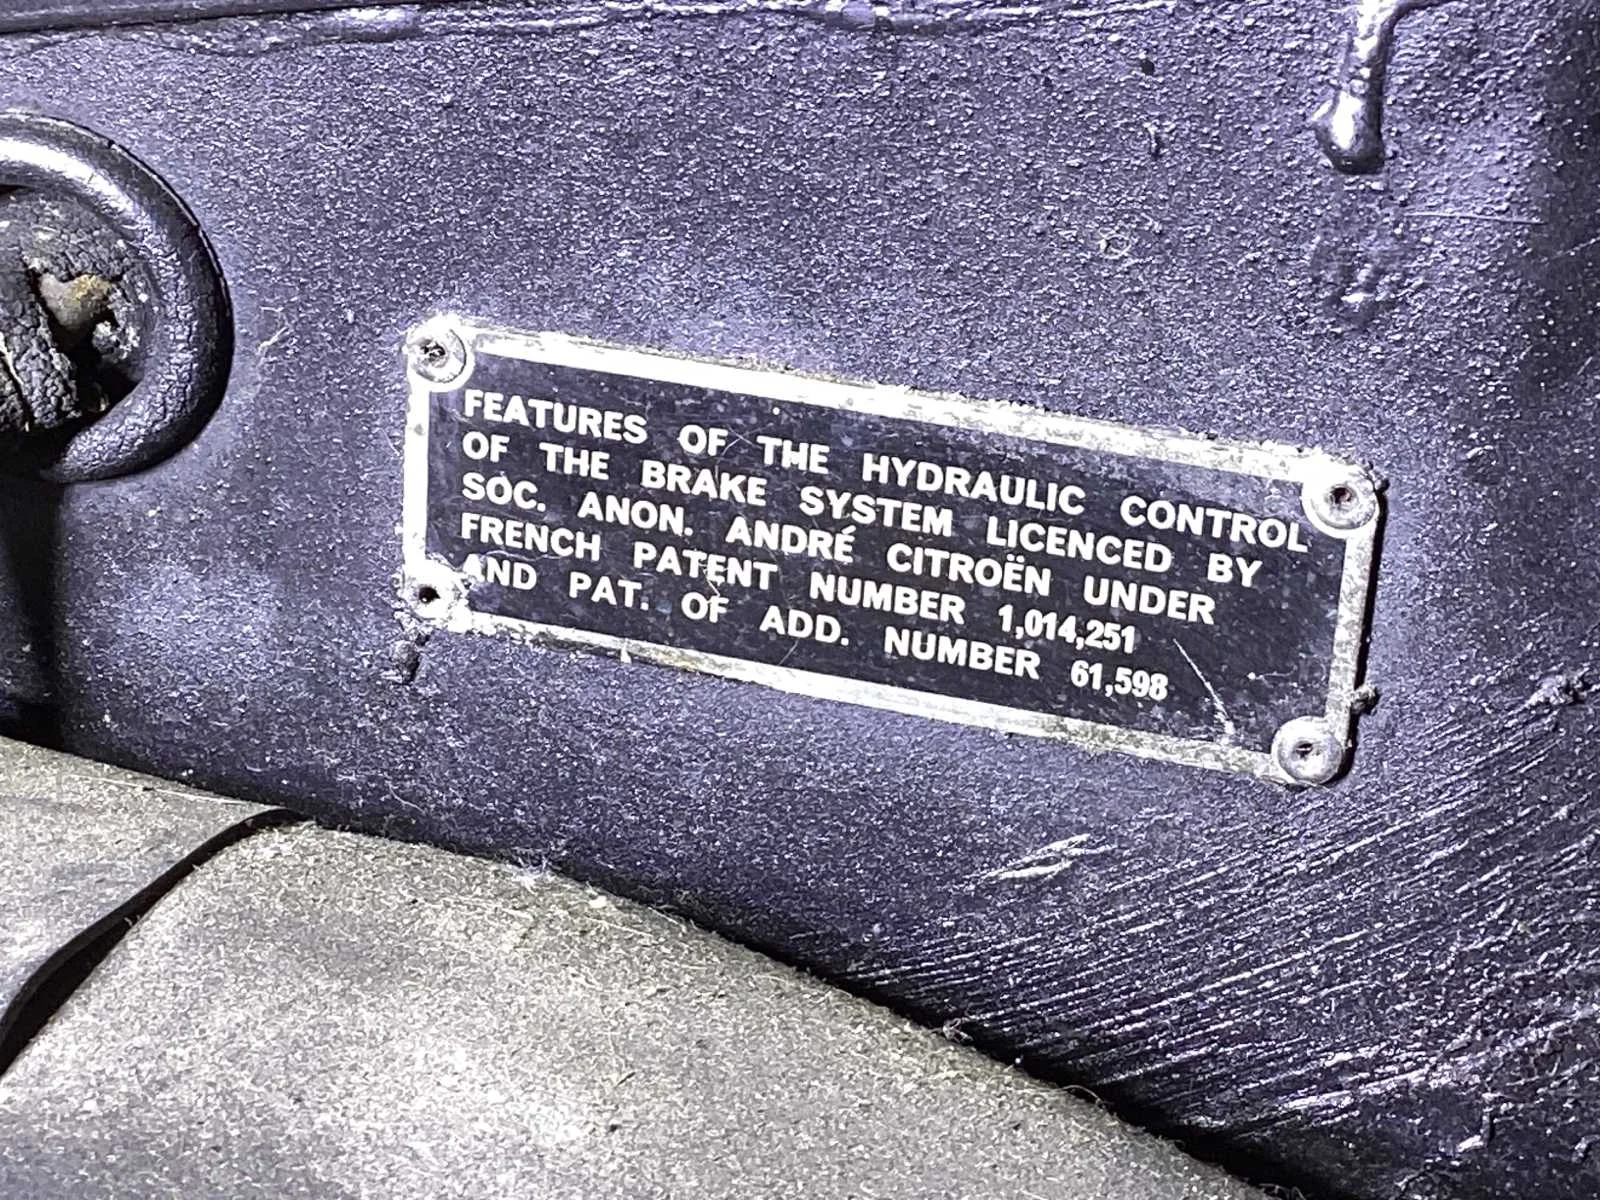 FEATURES OF THE HYDRAULIC CONTROL
OF THE BRAKE SYSTEM LICENCED BY
SOC. ANON. ANDRÉ CITROËN UNDER
FRENCH PATENT NUMBER 1,014,251
AND PAT. OF ADD. NUMBER 61,598